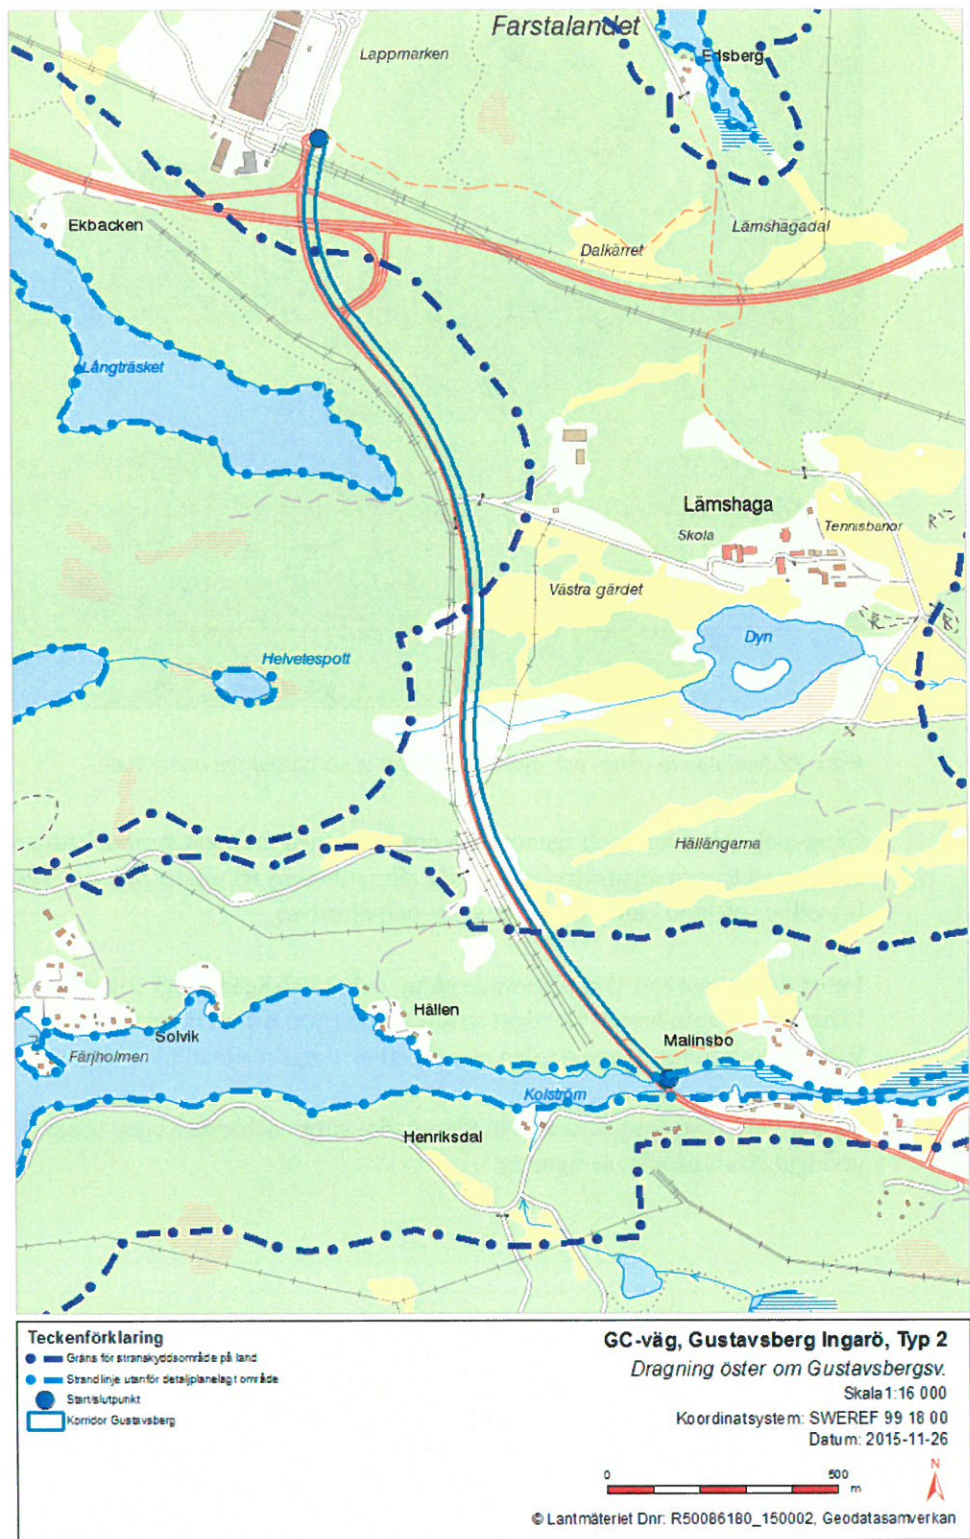 Farstalandet
Lappmarken
Edsberg
Ekbacken
Dalkärret
Lämshagadal
Långträsket
Lämshaga
Skola
Tennisbanor
Västra gärdet
Dyn
Helvetespott
Hällängarna
Hällen
Solvik
Malinsbo
Färjholmen
Kolström
Henriksdal
Teckenförklaring
Gräns för stranskyddsområde på land
Strandlinje utanför detaljplanelagt område
Start/slutpunkt
Korridor Gustavsberg
GC-väg, Gustavsberg Ingarö, Typ 2
Dragning öster om Gustavsbergsv.
Skala1:16 000
Koordinatsystem: SWEREF 99 18 00
Datum: 2015-11-26
N
0 500
m
© Lantmäteriet Dnr: R50086180_150002, Geodatasamverkan